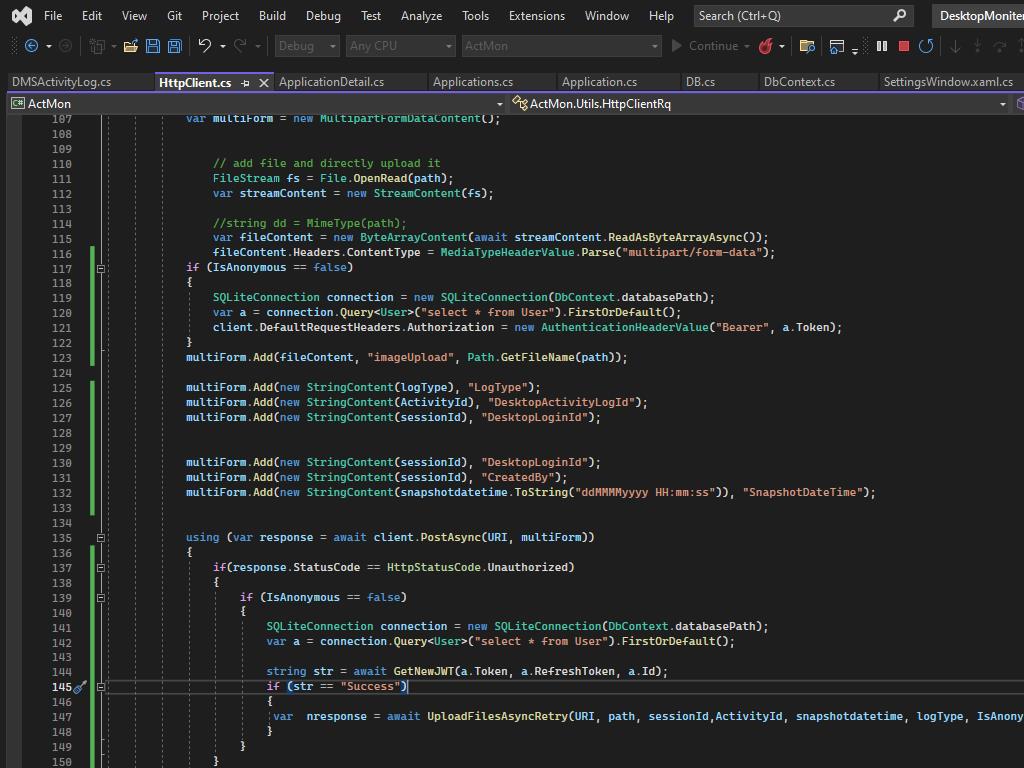 File Edit View Git Project Build Debug Test Analyze Tools Extensions Window Help Search (Ctrl+Q)
Debug Any CPU ActMon Continue
DMSActivityLog.cs HttpClient.cs ApplicationDetail.cs Applications.cs Application.cs DB.cs DbContext.cs SettingsWindow.xaml.cs
C# ActMon ActMon.Utils.HttpClientRq
107 var multiForm = new MultipartFormDataContent();
108
109
110 // add file and directly upload it
111 FileStream fs = File.OpenRead(path);
112 var streamContent = new StreamContent(fs);
113
114 //string dd = MimeType(path);
115 var fileContent = new ByteArrayContent(await streamContent.ReadAsByteArrayAsync());
116 fileContent.Headers.ContentType = MediaTypeHeaderValue.Parse("multipart/form-data");
117 if (IsAnonymous == false)
118 {
119 SQLiteConnection connection = new SQLiteConnection(DbContext.databasePath);
120 var a = connection.Query<User>("select * from User").FirstOrDefault();
121 client.DefaultRequestHeaders.Authorization = new AuthenticationHeaderValue("Bearer", a.Token);
122 }
123 multiForm.Add(fileContent, "imageUpload", Path.GetFileName(path));
124
125 multiForm.Add(new StringContent(logType), "LogType");
126 multiForm.Add(new StringContent(ActivityId), "DesktopActivityLogId");
127 multiForm.Add(new StringContent(sessionId), "DesktopLoginId");
128
129
130 multiForm.Add(new StringContent(sessionId), "DesktopLoginId");
131 multiForm.Add(new StringContent(sessionId), "CreatedBy");
132 multiForm.Add(new StringContent(snapshotdatetime.ToString("ddMMMMyyyy HH:mm:ss")), "SnapshotDateTime");
133
134
135 using (var response = await client.PostAsync(URI, multiForm))
136 {
137 if(response.StatusCode == HttpStatusCode.Unauthorized)
138 {
139 if (IsAnonymous == false)
140 {
141 SQLiteConnection connection = new SQLiteConnection(DbContext.databasePath);
142 var a = connection.Query<User>("select * from User").FirstOrDefault();
143
144 string str = await GetNewJWT(a.Token, a.RefreshToken, a.Id);
145 if (str == "Success")
146 {
147 var nresponse = await UploadFilesAsyncRetry(URI, path, sessionId,ActivityId, snapshotdatetime, logType, IsAnony
148 }
149 }
150 }